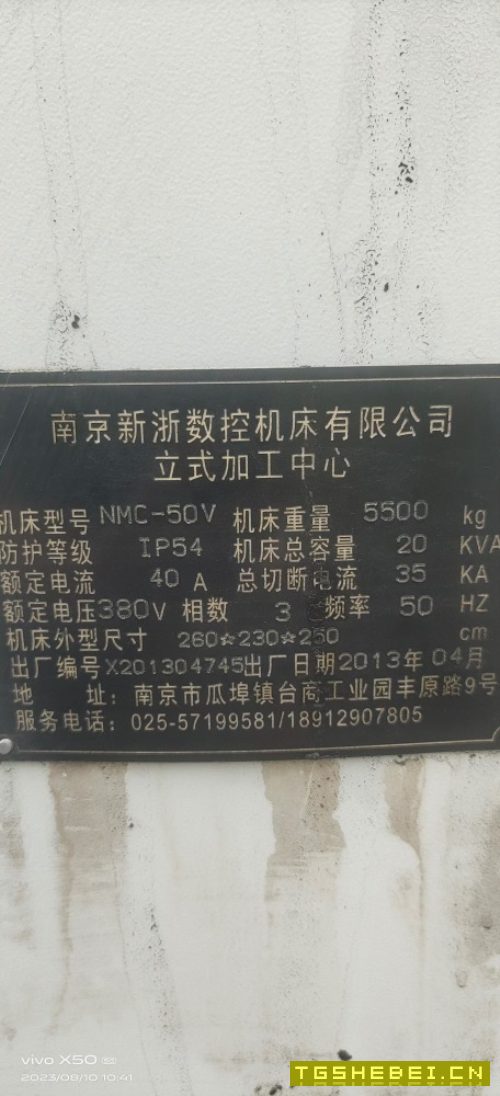 南京新浙数控机床有限公司
立式加工中心
机床型号 NMC-50V 机床重量 5500 kg
防护等级 IP54 机床总容量 20 KVA
额定电流 40 A 总切断电流 35 KA
额定电压 380V 相数 3 频率 50 HZ
机床外型尺寸 260☆230☆250 cm
出厂编号X201304745出厂日期2013年 04月
地 址：南京市瓜埠镇台商工业园丰原路9号
服务电话：025-57199581/18912907805
vivo X50 5G
2023/08/10 10:41
TGSHEBEI.CN